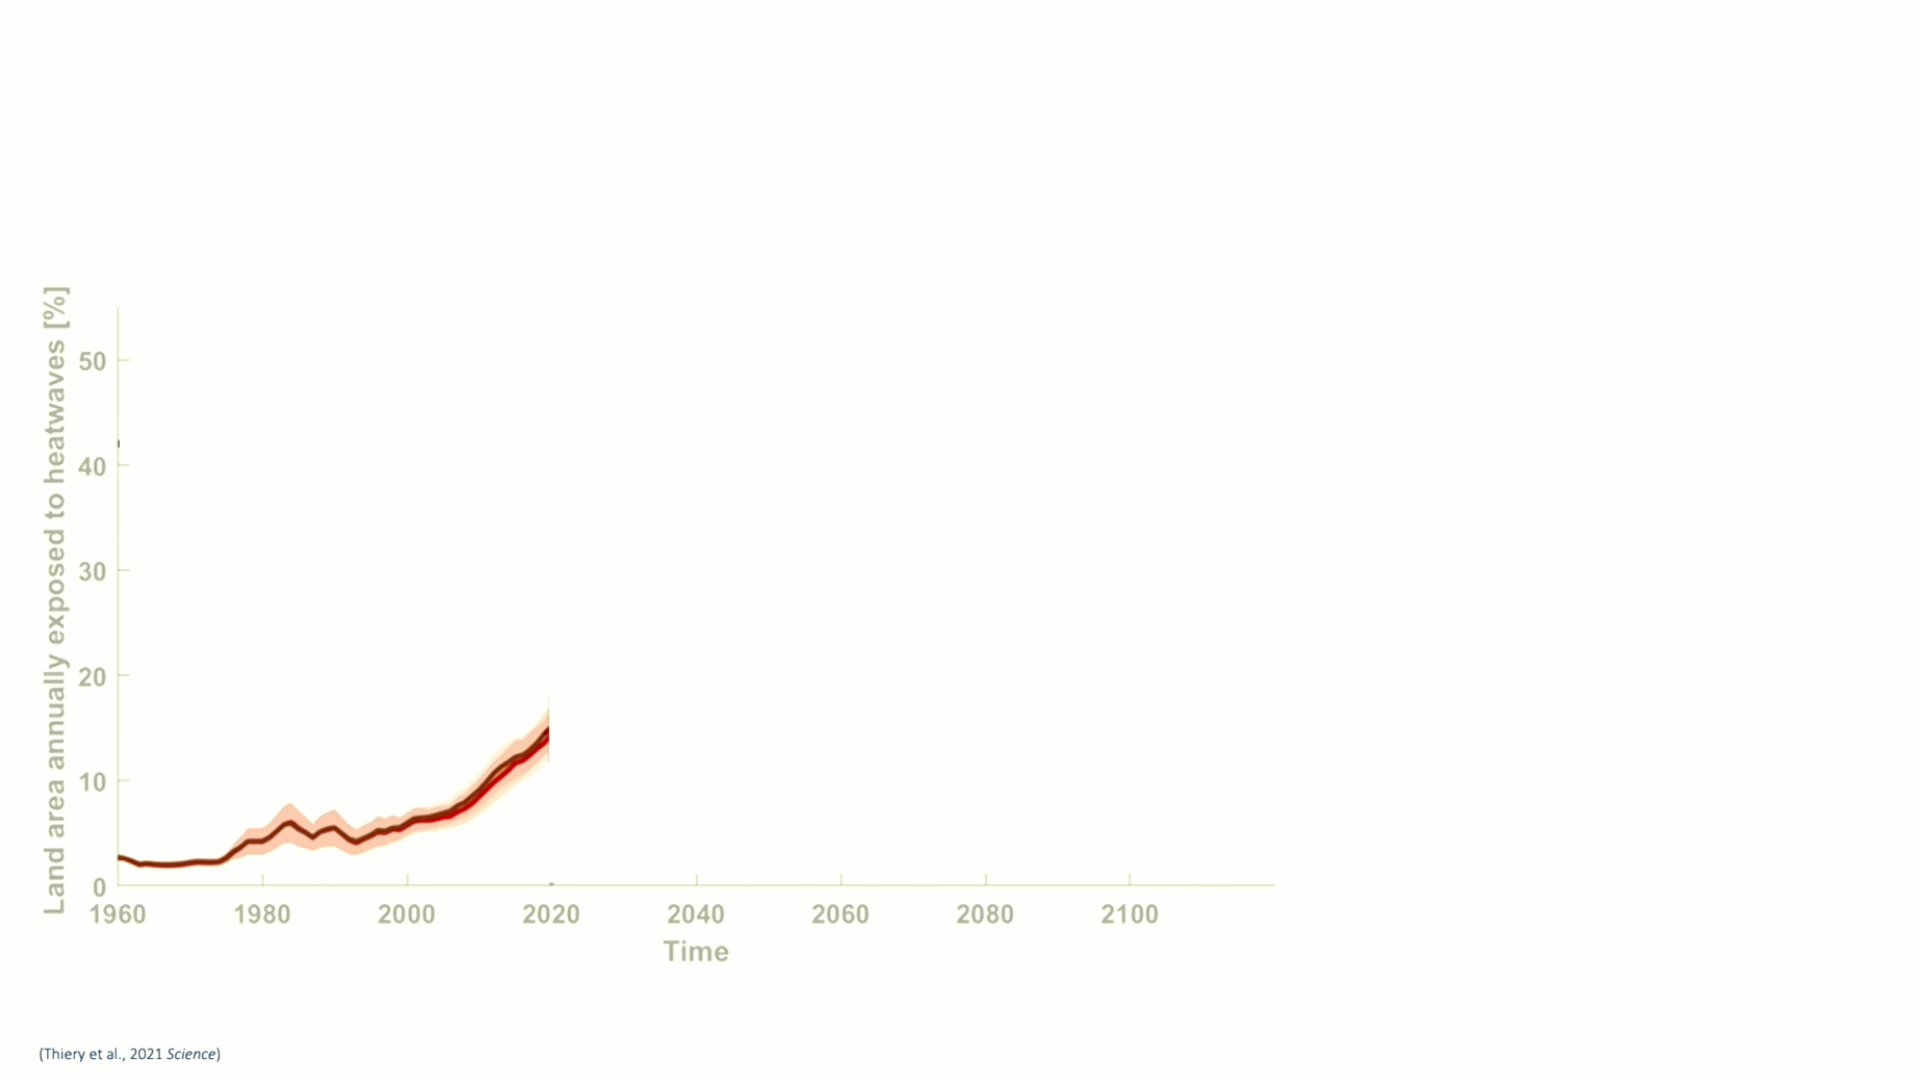 Land area annually exposed to heatwaves [%]
50
40
30
20
10
0
1960 1980 2000 2020 2040 2060 2080 2100
Time
(Thiery et al., 2021 Science)